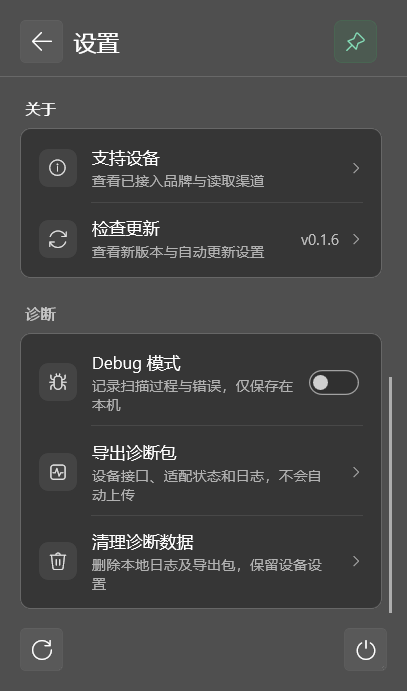 设置
关于
支持设备
查看已接入品牌与读取渠道
检查更新
查看新版本与自动更新设置
v0.1.6
诊断
Debug 模式
记录扫描过程与错误，仅保存在
本机
导出诊断包
设备接口、适配状态和日志，不会自
动上传
清理诊断数据
删除本地日志及导出包，保留设备设
置